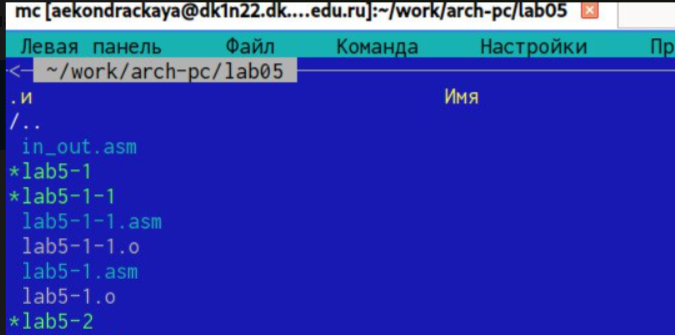 mc [aekondrackaya@dk1n22.dk....edu.ru]:~/work/arch-pc/lab05
Левая панель Файл Команда Настройки Пр
<— ~/work/arch-pc/lab05
.и Имя
/..
in_out.asm
*lab5-1
*lab5-1-1
lab5-1-1.asm
lab5-1-1.o
lab5-1.asm
lab5-1.o
*lab5-2